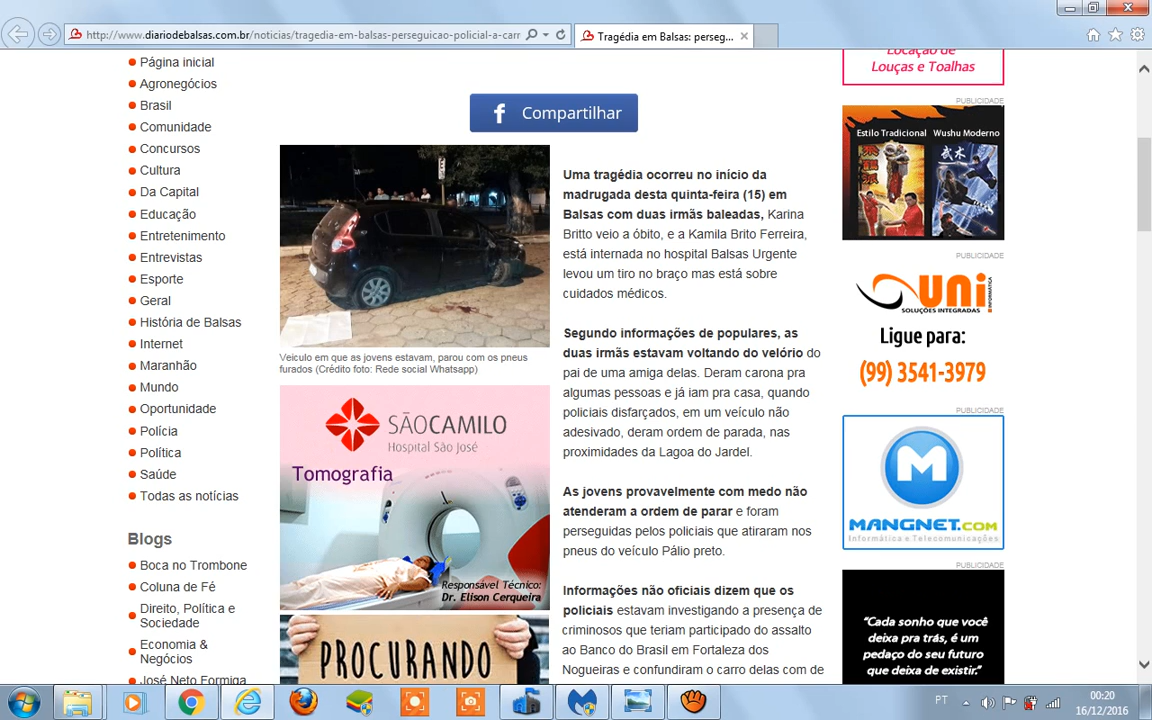 http://www.diariodebalsas.com.br/noticias/tragedia-em-balsas-perseguicao-policial-a-carr
Tragédia em Balsas: perseg...
Página inicial
Agronegócios
Brasil
Comunidade
Concursos
Cultura
Da Capital
Educação
Entretenimento
Entrevistas
Esporte
Geral
História de Balsas
Internet
Maranhão
Mundo
Oportunidade
Polícia
Política
Saúde
Todas as notícias
Blogs
Boca no Trombone
Coluna de Fé
Direito, Política e
Sociedade
Economia &
Negócios
José Neto Formiga
Compartilhar
Veículo em que as jovens estavam, parou com os pneus
furados (Crédito foto: Rede social Whatsapp)
SÃOCAMILO
Hospital São José
Tomografia
Responsável Técnico:
Dr. Elison Cerqueira
PROCURANDO
Uma tragédia ocorreu no início da
madrugada desta quinta-feira (15) em
Balsas com duas irmãs baleadas, Karina
Britto veio a óbito, e a Kamila Brito Ferreira,
está internada no hospital Balsas Urgente
levou um tiro no braço mas está sobre
cuidados médicos.
Segundo informações de populares, as
duas irmãs estavam voltando do velório do
pai de uma amiga delas. Deram carona pra
algumas pessoas e já iam pra casa, quando
policiais disfarçados, em um veículo não
adesivado, deram ordem de parada, nas
proximidades da Lagoa do Jardel.
As jovens provavelmente com medo não
atenderam a ordem de parar e foram
perseguidas pelos policiais que atiraram nos
pneus do veículo Pálio preto.
Informações não oficiais dizem que os
policiais estavam investigando a presença de
criminosos que teriam participado do assalto
ao Banco do Brasil em Fortaleza dos
Nogueiras e confundiram o carro delas com de
Locação de
Louças e Toalhas
PUBLICIDADE
Estilo Tradicional Wushu Moderno
武术
PUBLICIDADE
UNI
INFORMÁTICA
SOLUÇÕES INTEGRADAS
Ligue para:
(99) 3541-3979
PUBLICIDADE
M
MANGNET.COM
Informática e Telecomunicações
PUBLICIDADE
“Cada sonho que você
deixa pra trás, é um
pedaço do seu futuro
que deixa de existir.”
PT
00:20
16/12/2016